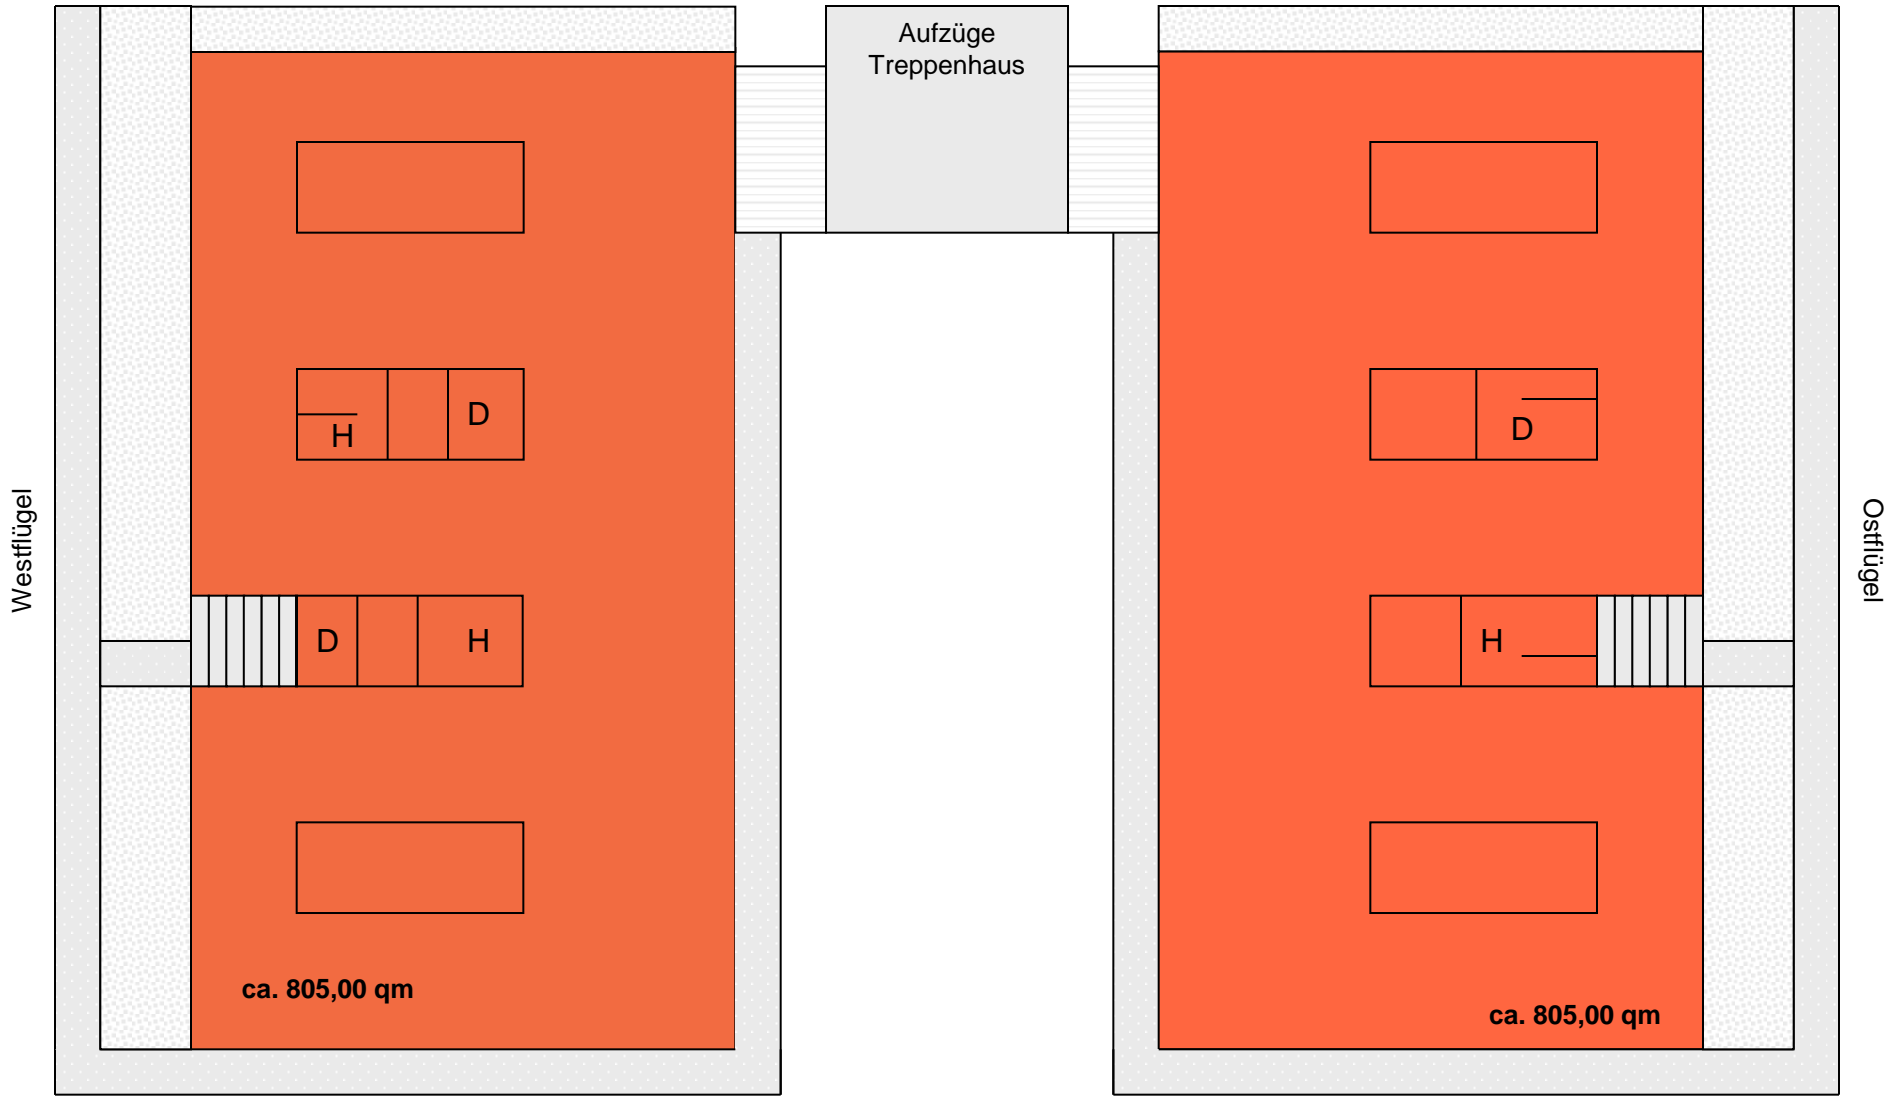 Aufzüge
Treppenhaus
H
D
D
Westflügel
Ostflügel
D
H
H
ca. 805,00 qm
ca. 805,00 qm